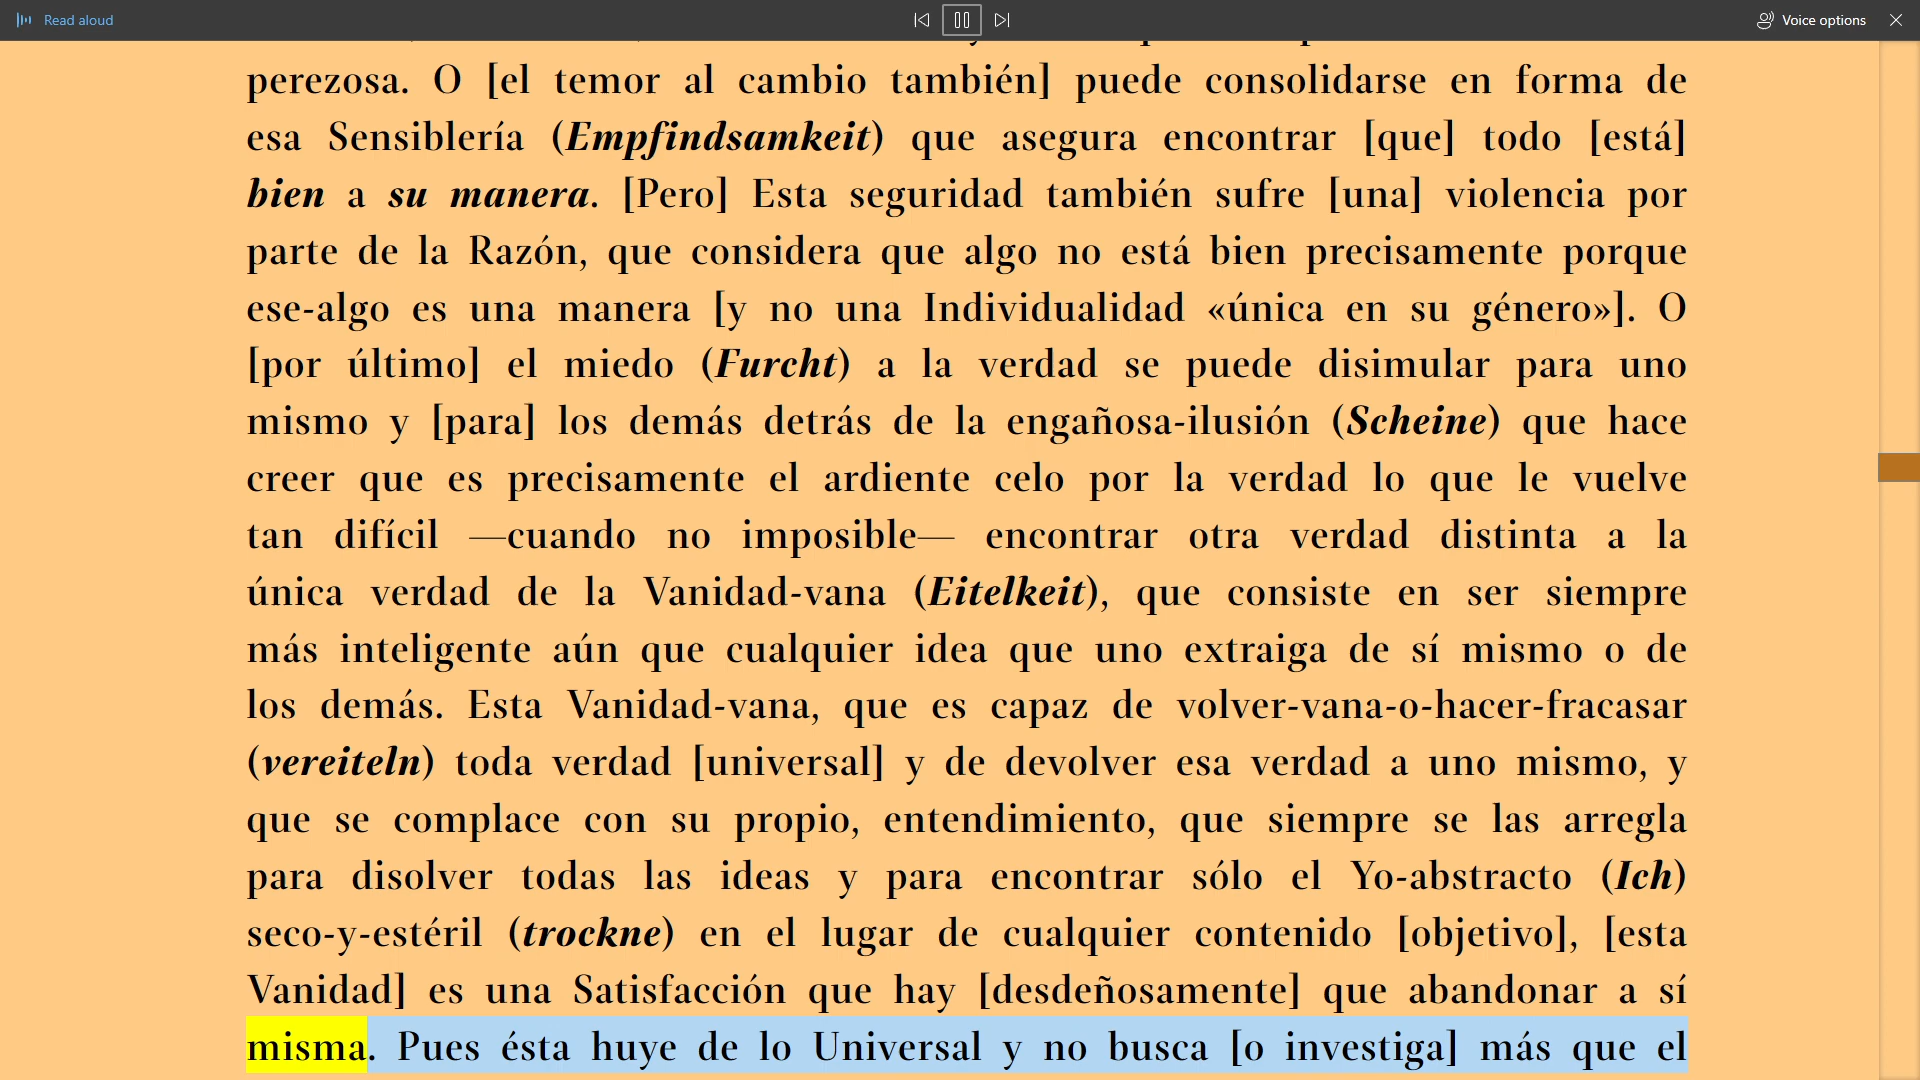 Read aloud
Voice options
perezosa. O [el temor al cambio también] puede consolidarse en forma de
esa Sensiblería (Empfindsamkeit) que asegura encontrar [que] todo [está]
bien a su manera. [Pero] Esta seguridad también sufre [una] violencia por
parte de la Razón, que considera que algo no está bien precisamente porque
ese-algo es una manera [y no una Individualidad «única en su género»]. O
[por último] el miedo (Furcht) a la verdad se puede disimular para uno
mismo y [para] los demás detrás de la engañosa-ilusión (Scheine) que hace
creer que es precisamente el ardiente celo por la verdad lo que le vuelve
tan difícil —cuando no imposible— encontrar otra verdad distinta a la
única verdad de la Vanidad-vana (Eitelkeit), que consiste en ser siempre
más inteligente aún que cualquier idea que uno extraiga de sí mismo o de
los demás. Esta Vanidad-vana, que es capaz de volver-vana-o-hacer-fracasar
(vereiteln) toda verdad [universal] y de devolver esa verdad a uno mismo, y
que se complace con su propio, entendimiento, que siempre se las arregla
para disolver todas las ideas y para encontrar sólo el Yo-abstracto (Ich)
seco-y-estéril (trockne) en el lugar de cualquier contenido [objetivo], [esta
Vanidad] es una Satisfacción que hay [desdeñosamente] que abandonar a sí
misma. Pues ésta huye de lo Universal y no busca [o investiga] más que el